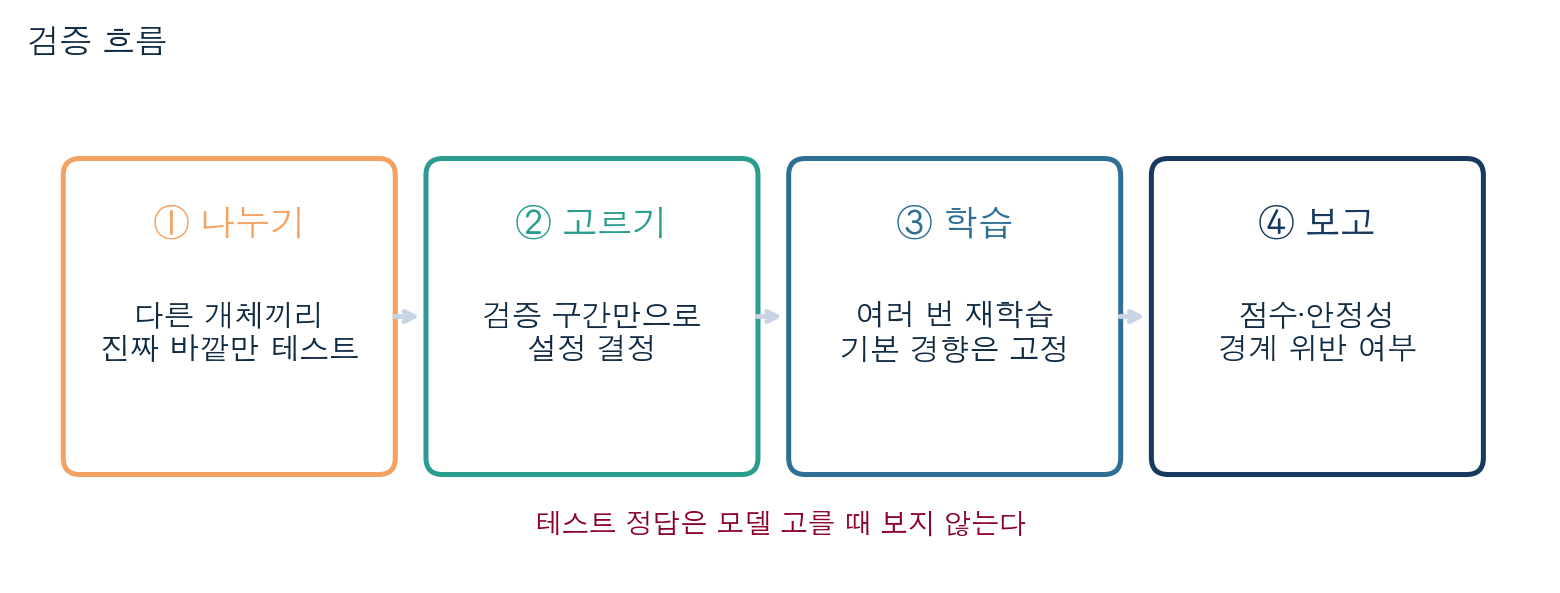 검증 흐름
① 나누기
다른 개체끼리
진짜 바깥만 테스트
② 고르기
검증 구간만으로
설정 결정
③ 학습
여러 번 재학습
기본 경향은 고정
④ 보고
점수·안정성
경계 위반 여부
테스트 정답은 모델 고를 때 보지 않는다